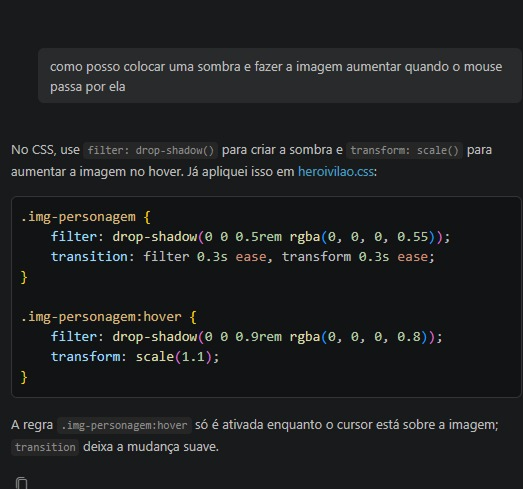 como posso colocar uma sombra e fazer a imagem aumentar quando o mouse
passa por ela
No CSS, use filter: drop-shadow() para criar a sombra e transform: scale() para
aumentar a imagem no hover. Já apliquei isso em heroivilao.css:
.img-personagem {
    filter: drop-shadow(0 0 0.5rem rgba(0, 0, 0, 0.55));
    transition: filter 0.3s ease, transform 0.3s ease;
}

.img-personagem:hover {
    filter: drop-shadow(0 0 0.9rem rgba(0, 0, 0, 0.8));
    transform: scale(1.1);
}
A regra .img-personagem:hover só é ativada enquanto o cursor está sobre a imagem;
transition deixa a mudança suave.